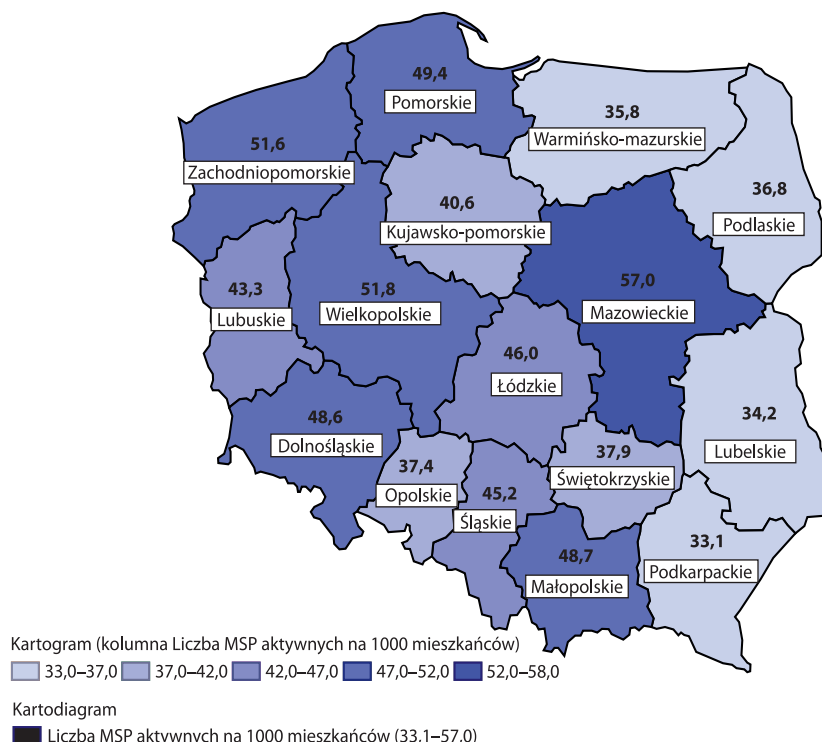 49,4
Pomorskie
35,8
Warmińsko-mazurskie
51,6
Zachodniopomorskie
36,8
Podlaskie
40,6
Kujawsko-pomorskie
57,0
Mazowieckie
43,3
Lubuskie
51,8
Wielkopolskie
46,0
Łódzkie
34,2
Lubelskie
48,6
Dolnośląskie
37,4
Opolskie
45,2
Śląskie
37,9
Świętokrzyskie
48,7
Małopolskie
33,1
Podkarpackie
Kartogram (kolumna Liczba MSP aktywnych na 1000 mieszkańców)
33,0–37,0 37,0–42,0 42,0–47,0 47,0–52,0 52,0–58,0
Kartodiagram
Liczba MSP aktywnych na 1000 mieszkańców (33,1–57,0)